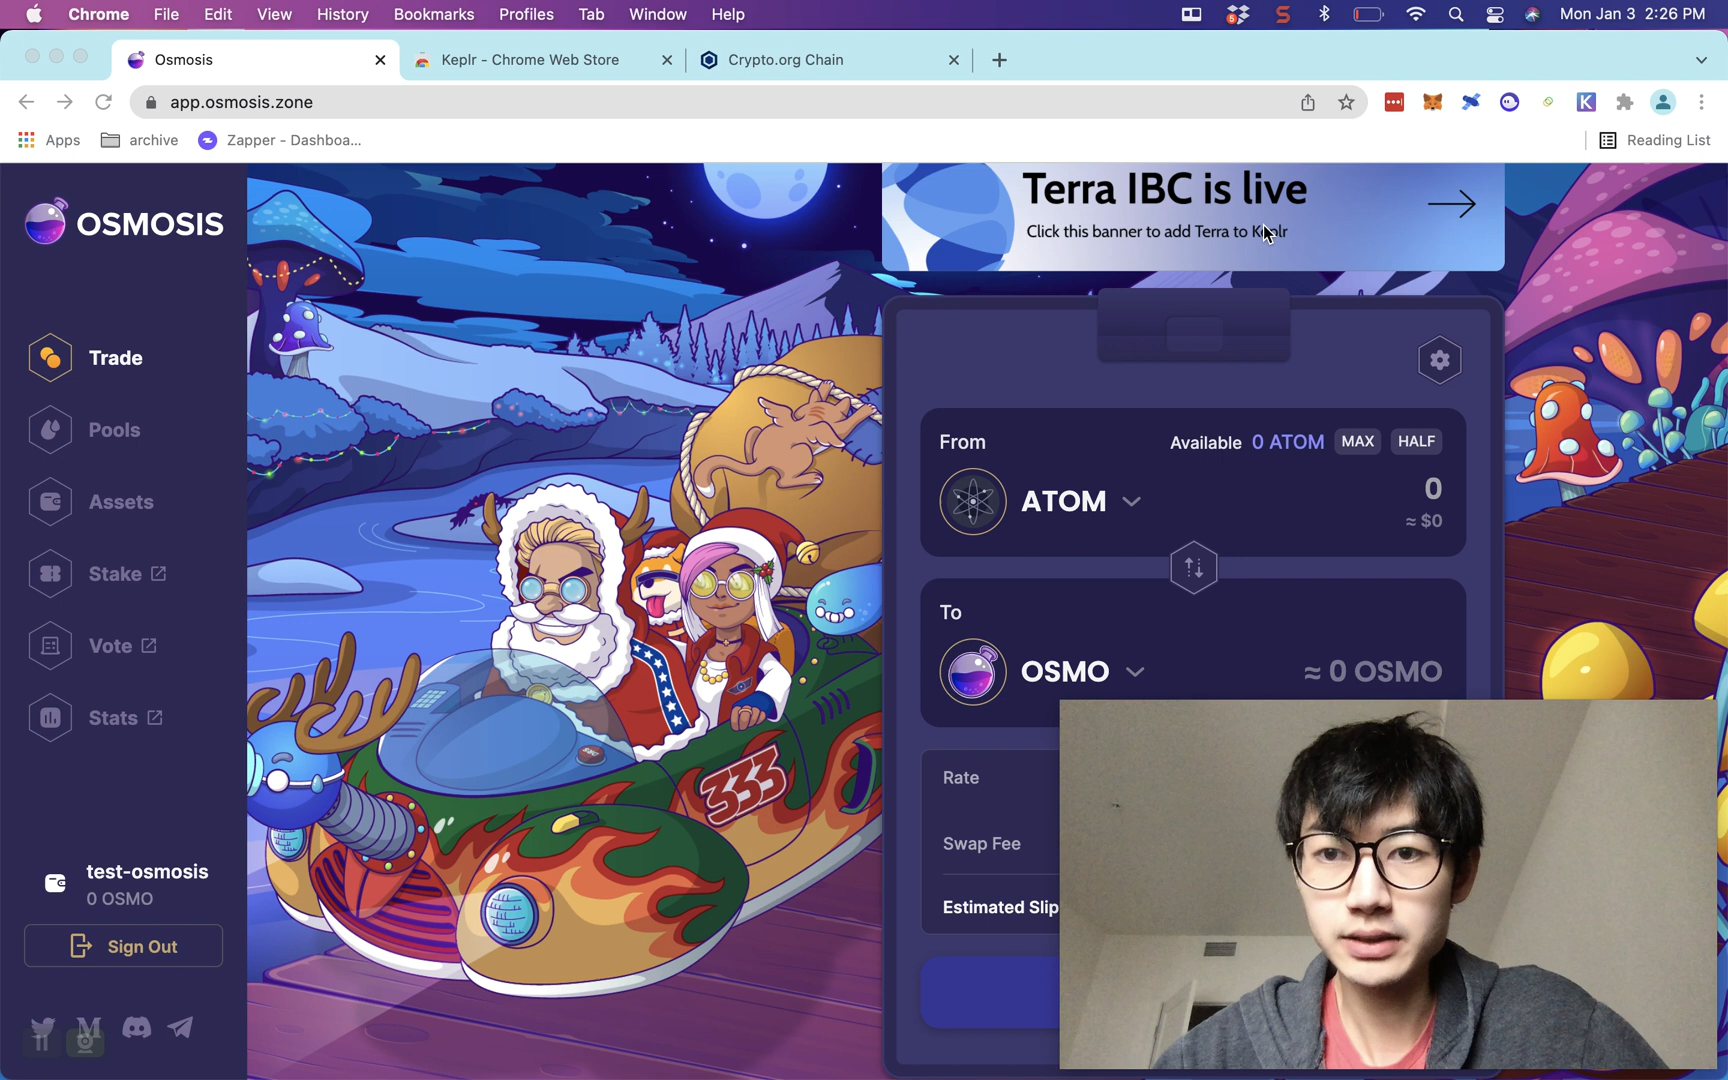 Chrome File Edit View History Bookmarks Profiles Tab Window Help
5
Mon Jan 3 2:26 PM
Osmosis
Keplr - Chrome Web Store
Crypto.org Chain
app.osmosis.zone
K
Apps
archive
Zapper - Dashboa...
Reading List
OSMOSIS
Trade
Pools
Assets
Stake
Vote
Stats
test-osmosis
0 OSMO
Sign Out
Terra IBC is live
Click this banner to add Terra to Keplr
From
Available 0 ATOM MAX HALF
ATOM
0
≈ $0
To
OSMO
≈ 0 OSMO
Rate
Swap Fee
Estimated Slip
333